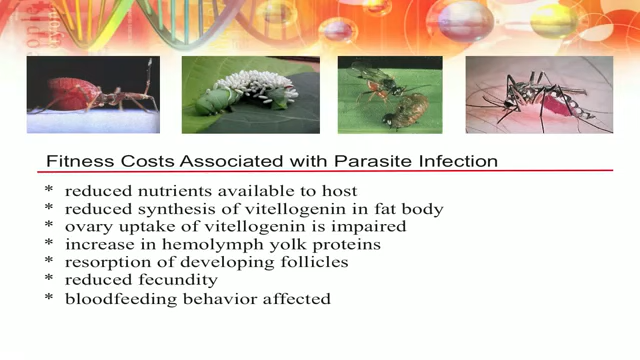 Fitness Costs Associated with Parasite Infection
* reduced nutrients available to host
* reduced synthesis of vitellogenin in fat body
* ovary uptake of vitellogenin is impaired
* increase in hemolymph yolk proteins
* resorption of developing follicles
* reduced fecundity
* bloodfeeding behavior affected